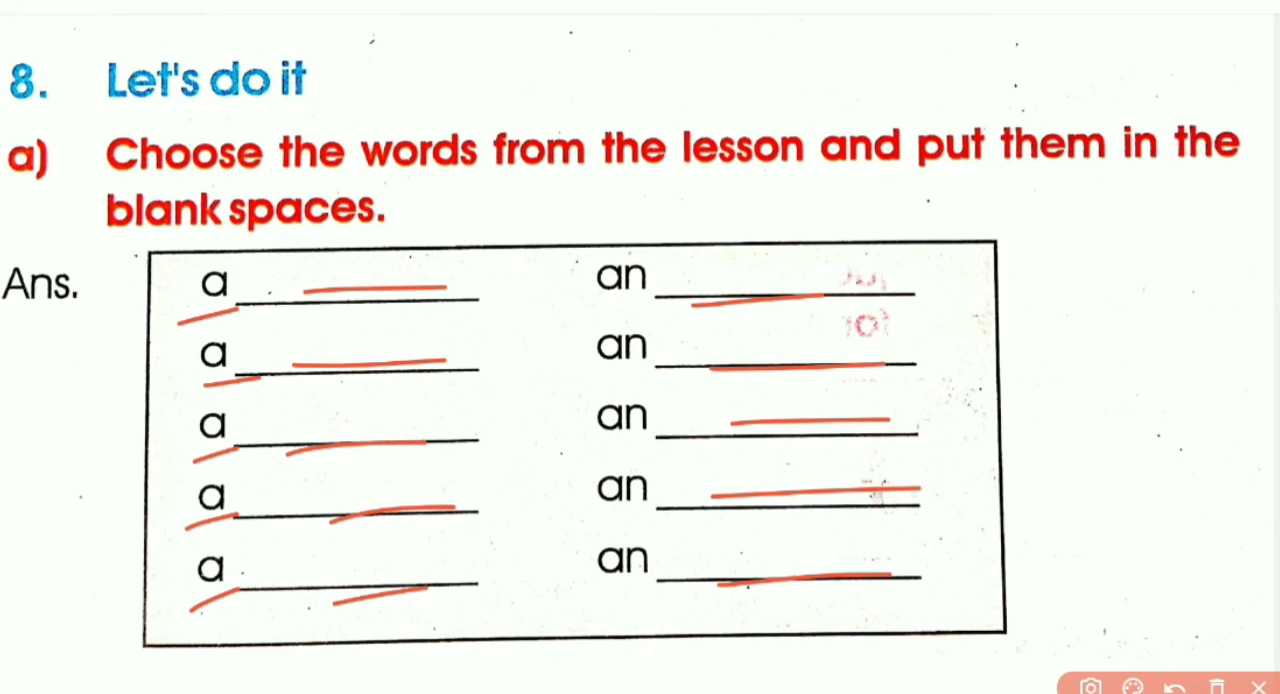 8. Let's do it
a) Choose the words from the lesson and put them in the
blank spaces.
Ans.
a an
a an
a an
a an
a an